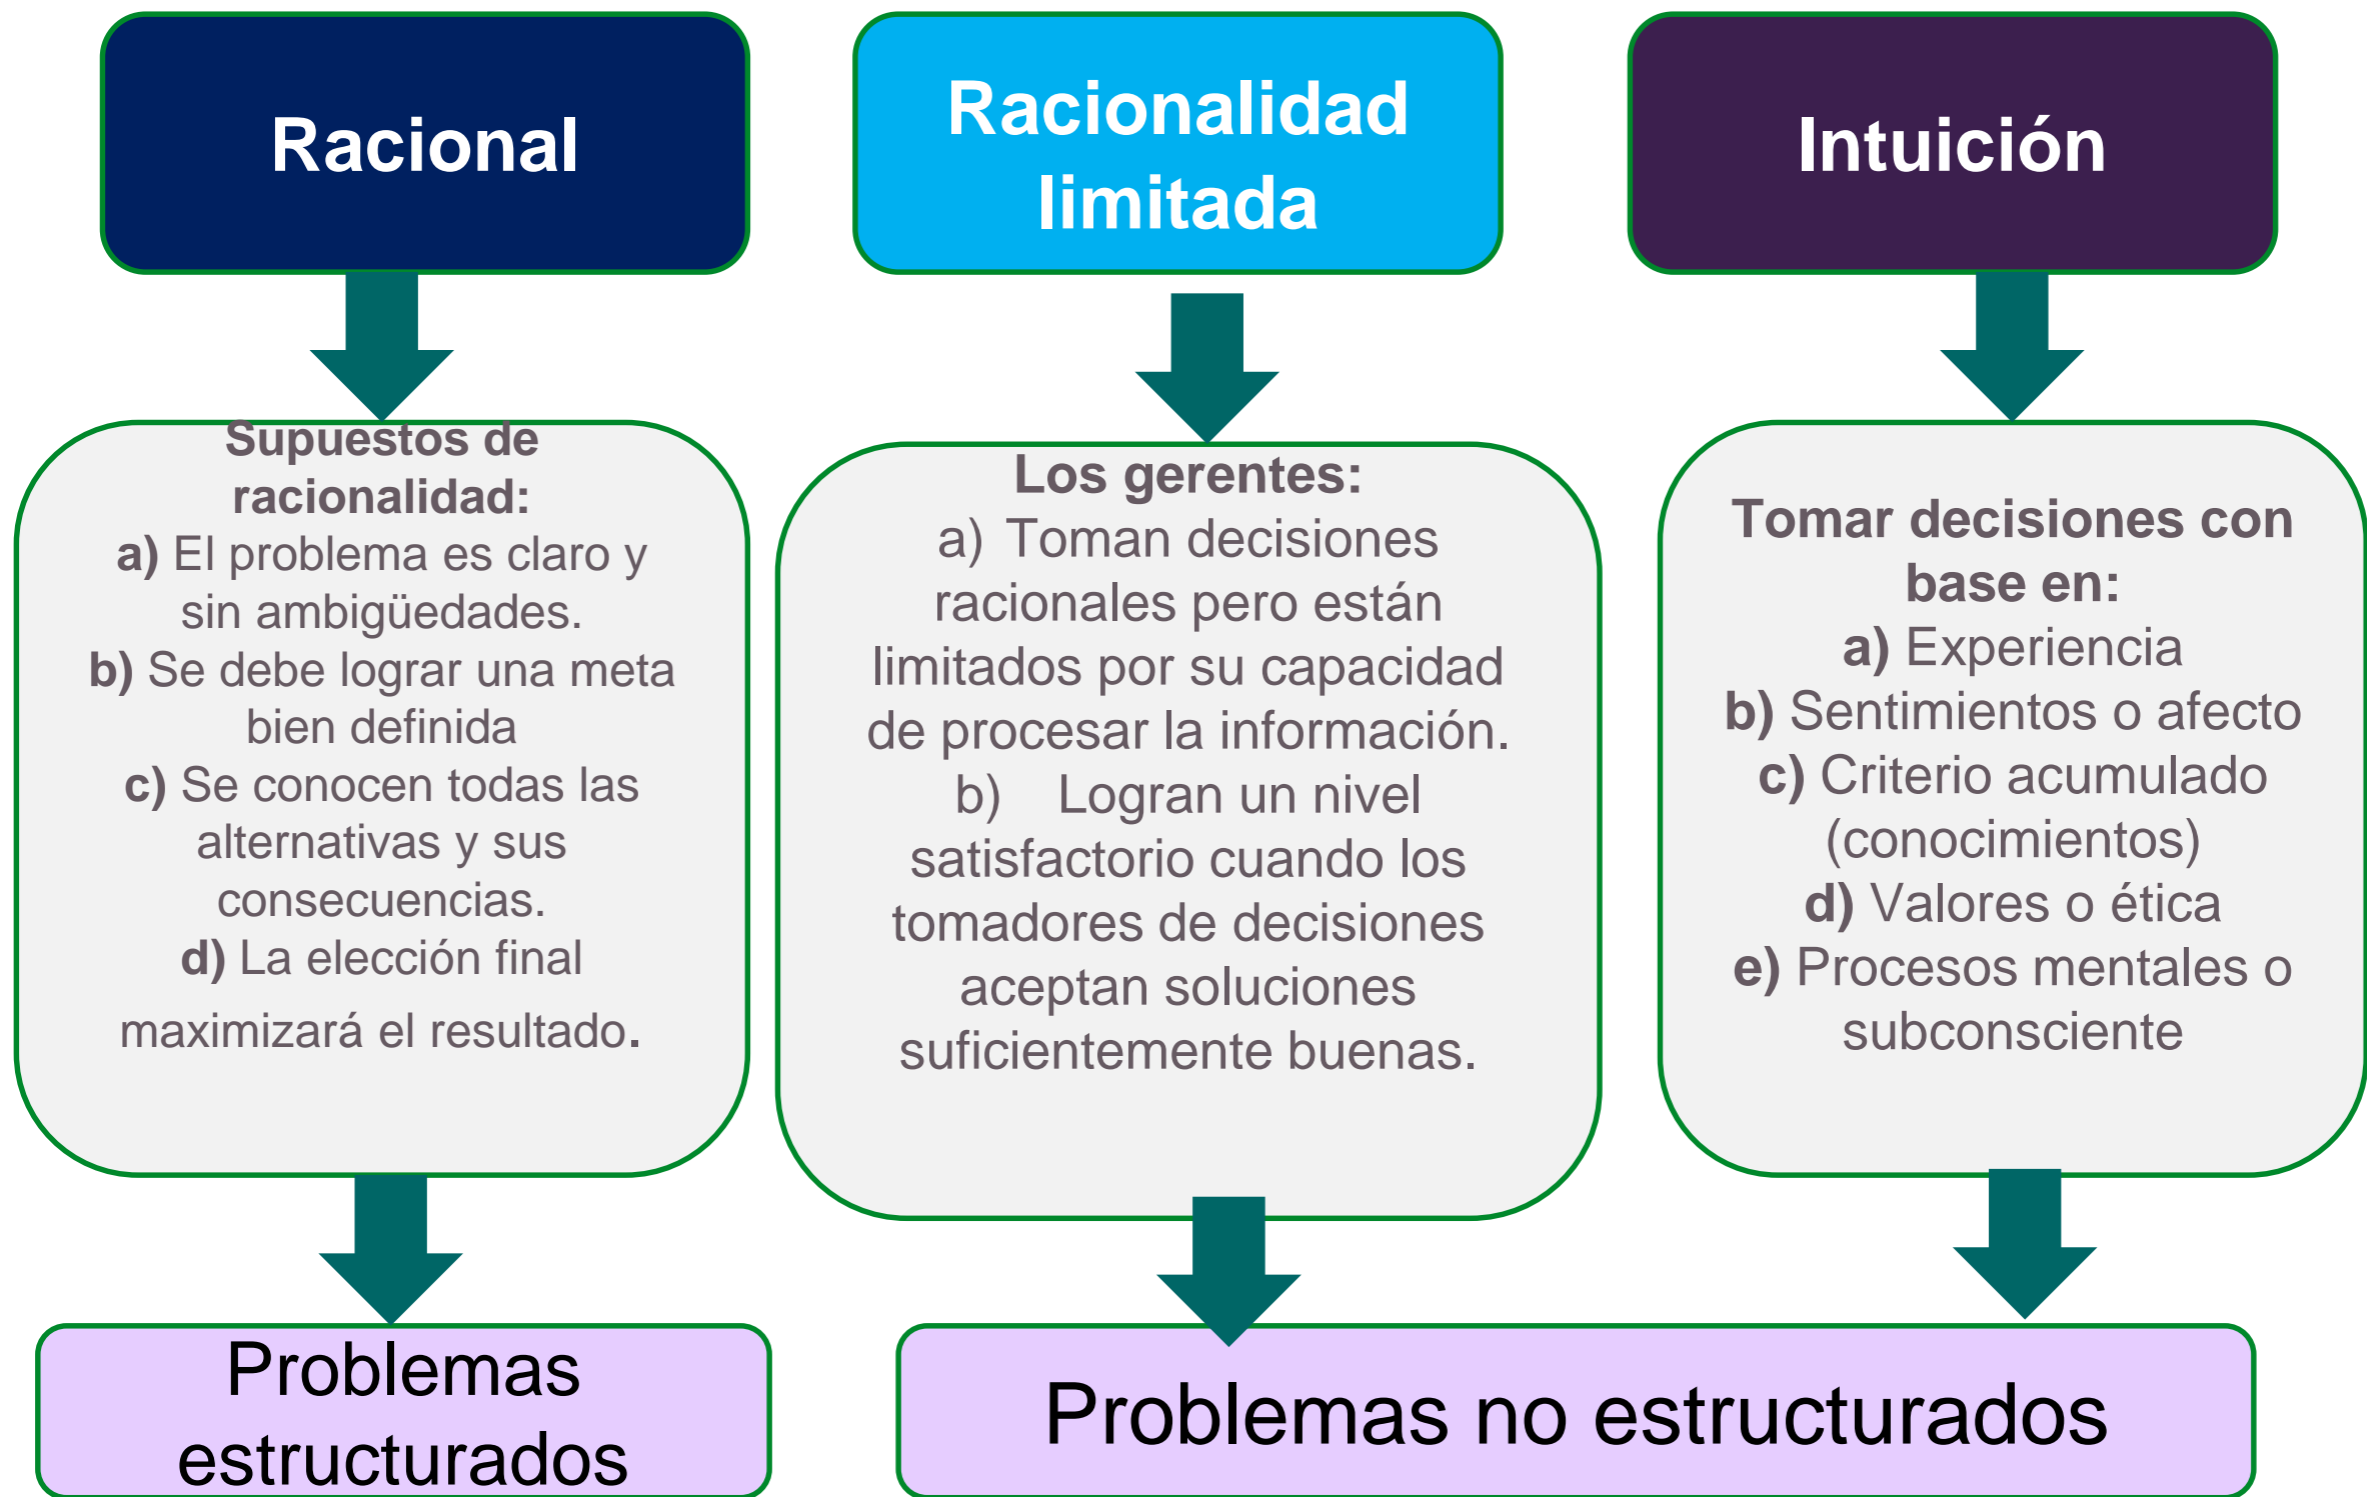 Racional
Racionalidad
limitada
Intuición
Supuestos de
racionalidad:
a) El problema es claro y
sin ambigüedades.
b) Se debe lograr una meta
bien definida
c) Se conocen todas las
alternativas y sus
consecuencias.
d) La elección final
maximizará el resultado.
Los gerentes:
a) Toman decisiones
racionales pero están
limitados por su capacidad
de procesar la información.
b) Logran un nivel
satisfactorio cuando los
tomadores de decisiones
aceptan soluciones
suficientemente buenas.
Tomar decisiones con
base en:
a) Experiencia
b) Sentimientos o afecto
c) Criterio acumulado
(conocimientos)
d) Valores o ética
e) Procesos mentales o
subconsciente
Problemas
estructurados
Problemas no estructurados